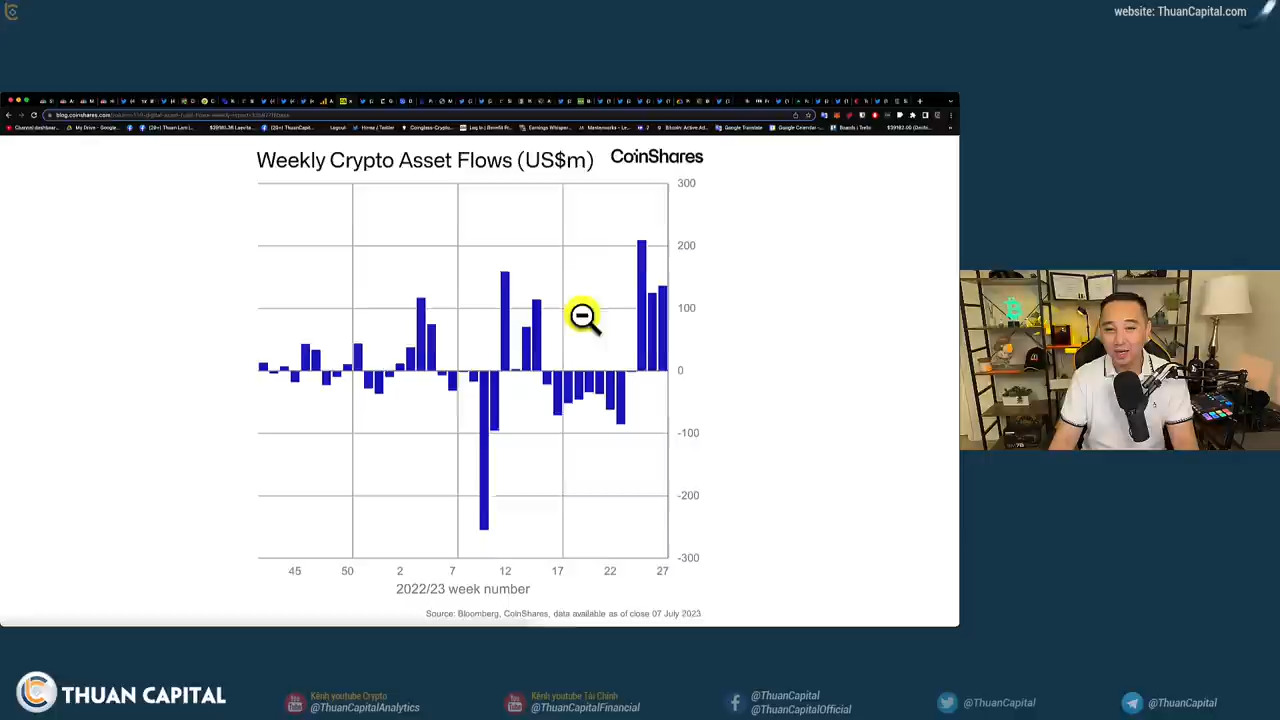 website: ThuanCapital.com
Weekly Crypto Asset Flows (US$m)
CoinShares
300
200
100
0
-100
-200
-300
45 50 2 7 12 17 22 27
2022/23 week number
Source: Bloomberg, CoinShares, data available as of close 07 July 2023
THUAN CAPITAL
Kênh youtube Crypto
@ThuanCapitalAnalytics
Kênh youtube Tài Chính
@ThuanCapitalFinancial
@ThuanCapital
@ThuanCapitalOfficial
@ThuanCapital
@ThuanCapital